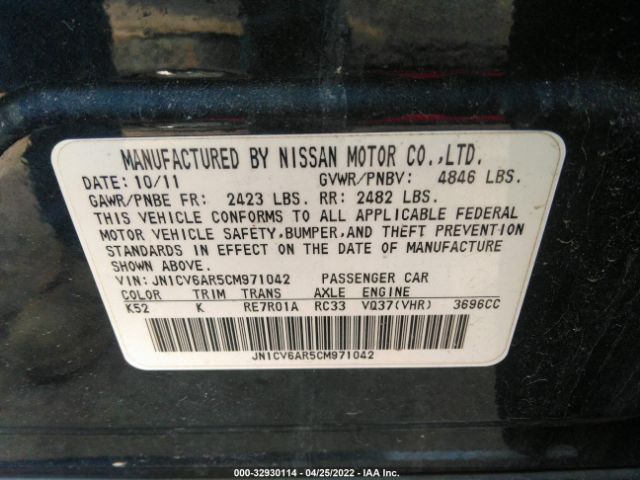 MANUFACTURED BY NISSAN MOTOR CO.,LTD.
DATE: 10/11 GVWR/PNBV: 4846 LBS.
GAWR/PNBE FR: 2423 LBS. RR: 2482 LBS.
THIS VEHICLE CONFORMS TO ALL APPLICABLE FEDERAL
MOTOR VEHICLE SAFETY,BUMPER,AND THEFT PREVENTION
STANDARDS IN EFFECT ON THE DATE OF MANUFACTURE
SHOWN ABOVE.
VIN: JN1CV6AR5CM971042 PASSENGER CAR
COLOR TRIM TRANS AXLE ENGINE
K52 K RE7R01A RC33 VQ37(VHR) 3696CC
JN1CV6AR5CM971042
000-32930114 - 04/25/2022 - IAA Inc.